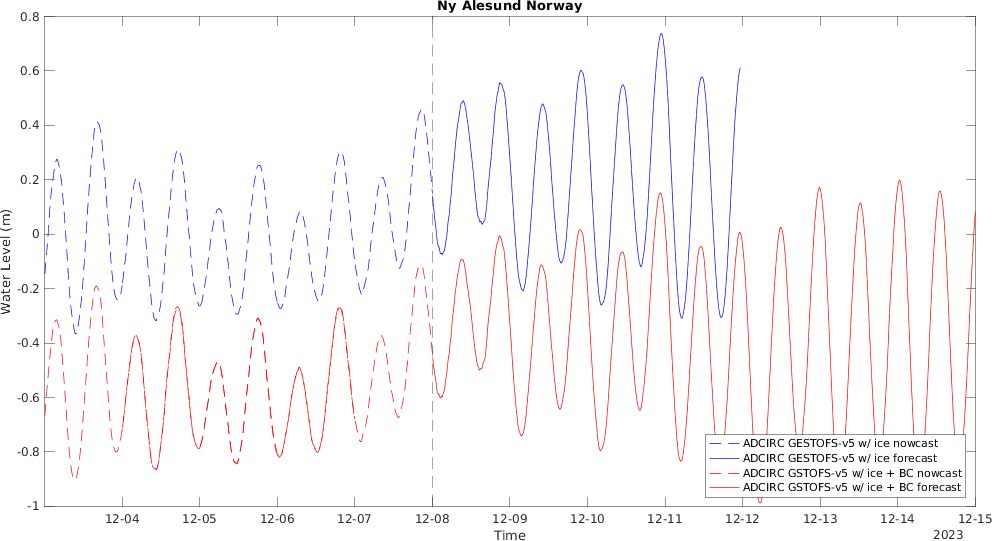 Ny Alesund Norway
Water Level (m)
0.8
0.6
0.4
0.2
0
-0.2
-0.4
-0.6
-0.8
-1
ADCIRC GESTOFS-v5 w/ ice nowcast
ADCIRC GESTOFS-v5 w/ ice forecast
ADCIRC GSTOFS-v5 w/ ice + BC nowcast
ADCIRC GSTOFS-v5 w/ ice + BC forecast
12-04 12-05 12-06 12-07 12-08 12-09 12-10 12-11 12-12 12-13 12-14 12-15
Time
2023